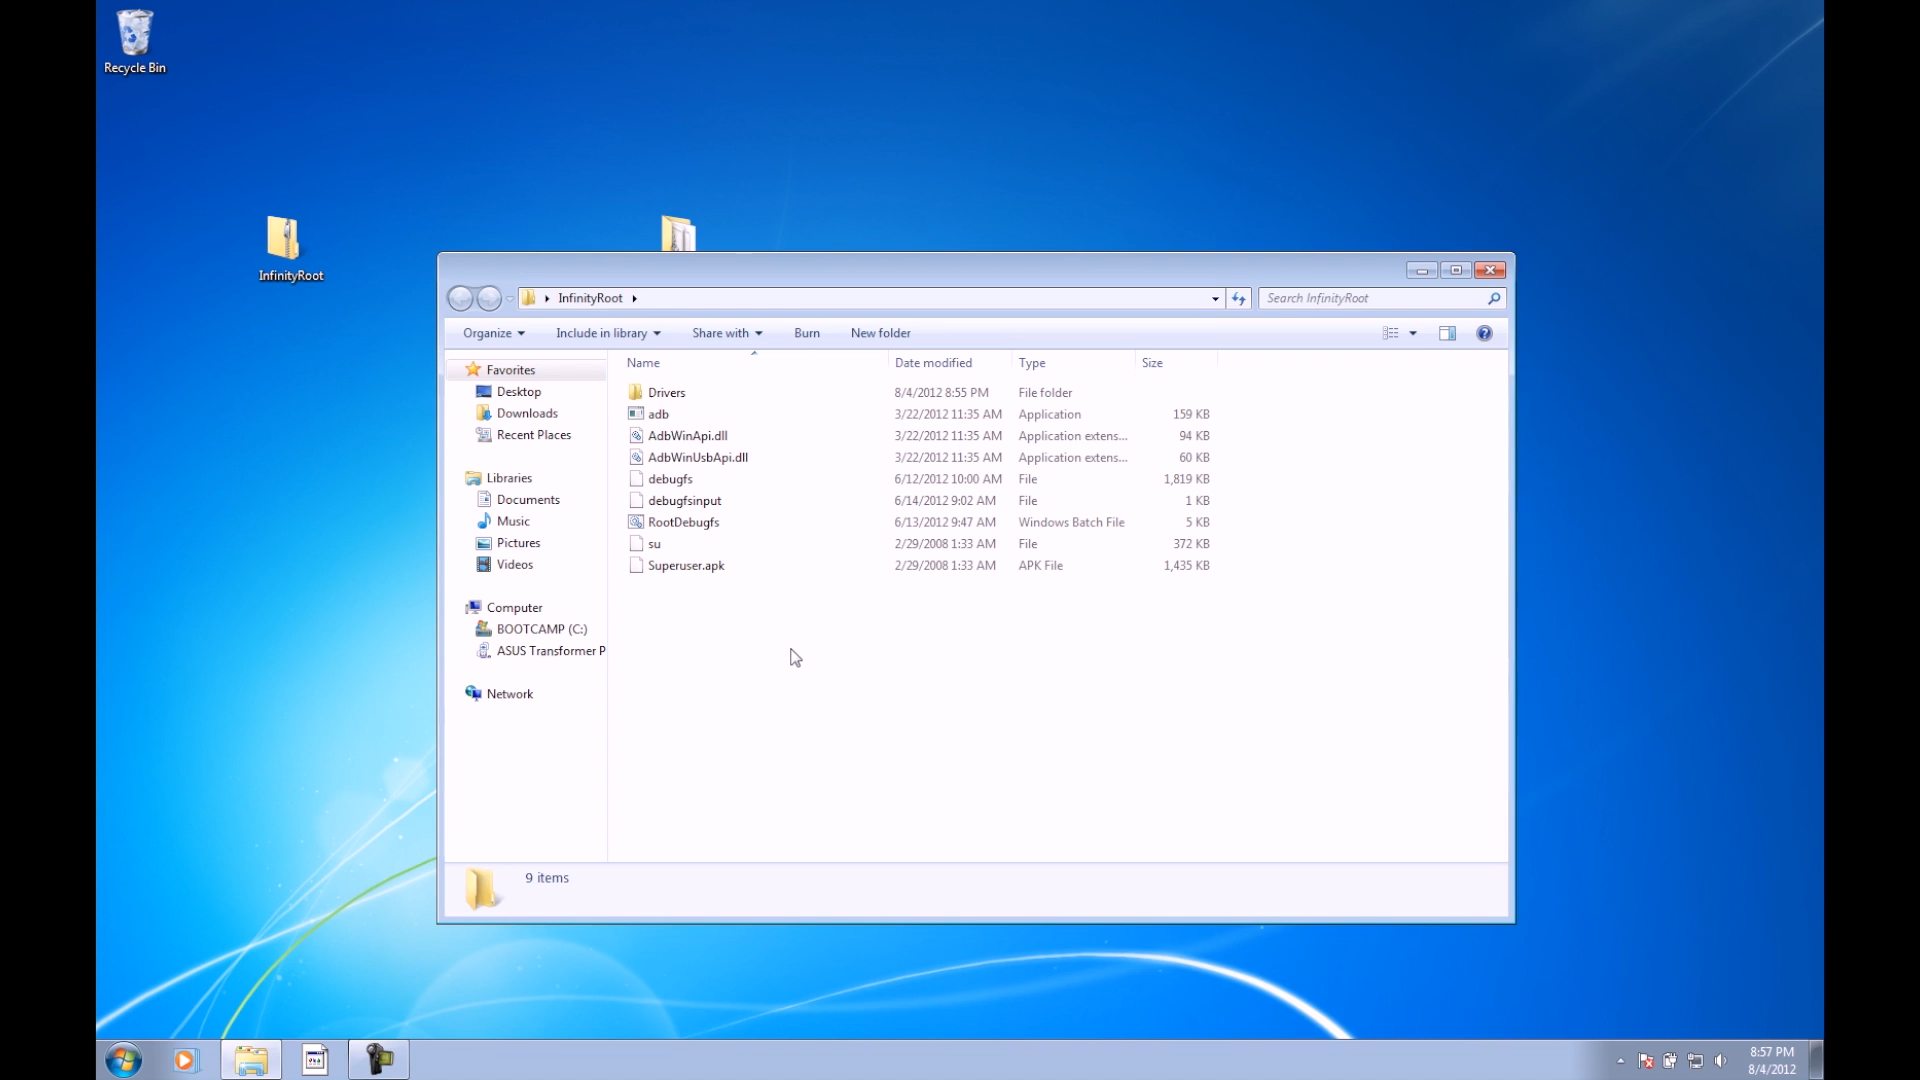 Recycle Bin
InfinityRoot
InfinityRoot
Search InfinityRoot
Organize Include in library Share with Burn New folder
Name Date modified Type Size
Favorites
Desktop
Downloads
Recent Places
Libraries
Documents
Music
Pictures
Videos
Computer
BOOTCAMP (C:)
ASUS Transformer P
Network
Drivers 8/4/2012 8:55 PM File folder
adb 3/22/2012 11:35 AM Application 159 KB
AdbWinApi.dll 3/22/2012 11:35 AM Application extens... 94 KB
AdbWinUsbApi.dll 3/22/2012 11:35 AM Application extens... 60 KB
debugfs 6/12/2012 10:00 AM File 1,819 KB
debugfsinput 6/14/2012 9:02 AM File 1 KB
RootDebugfs 6/13/2012 9:47 AM Windows Batch File 5 KB
su 2/29/2008 1:33 AM File 372 KB
Superuser.apk 2/29/2008 1:33 AM APK File 1,435 KB
9 items
8:57 PM
8/4/2012